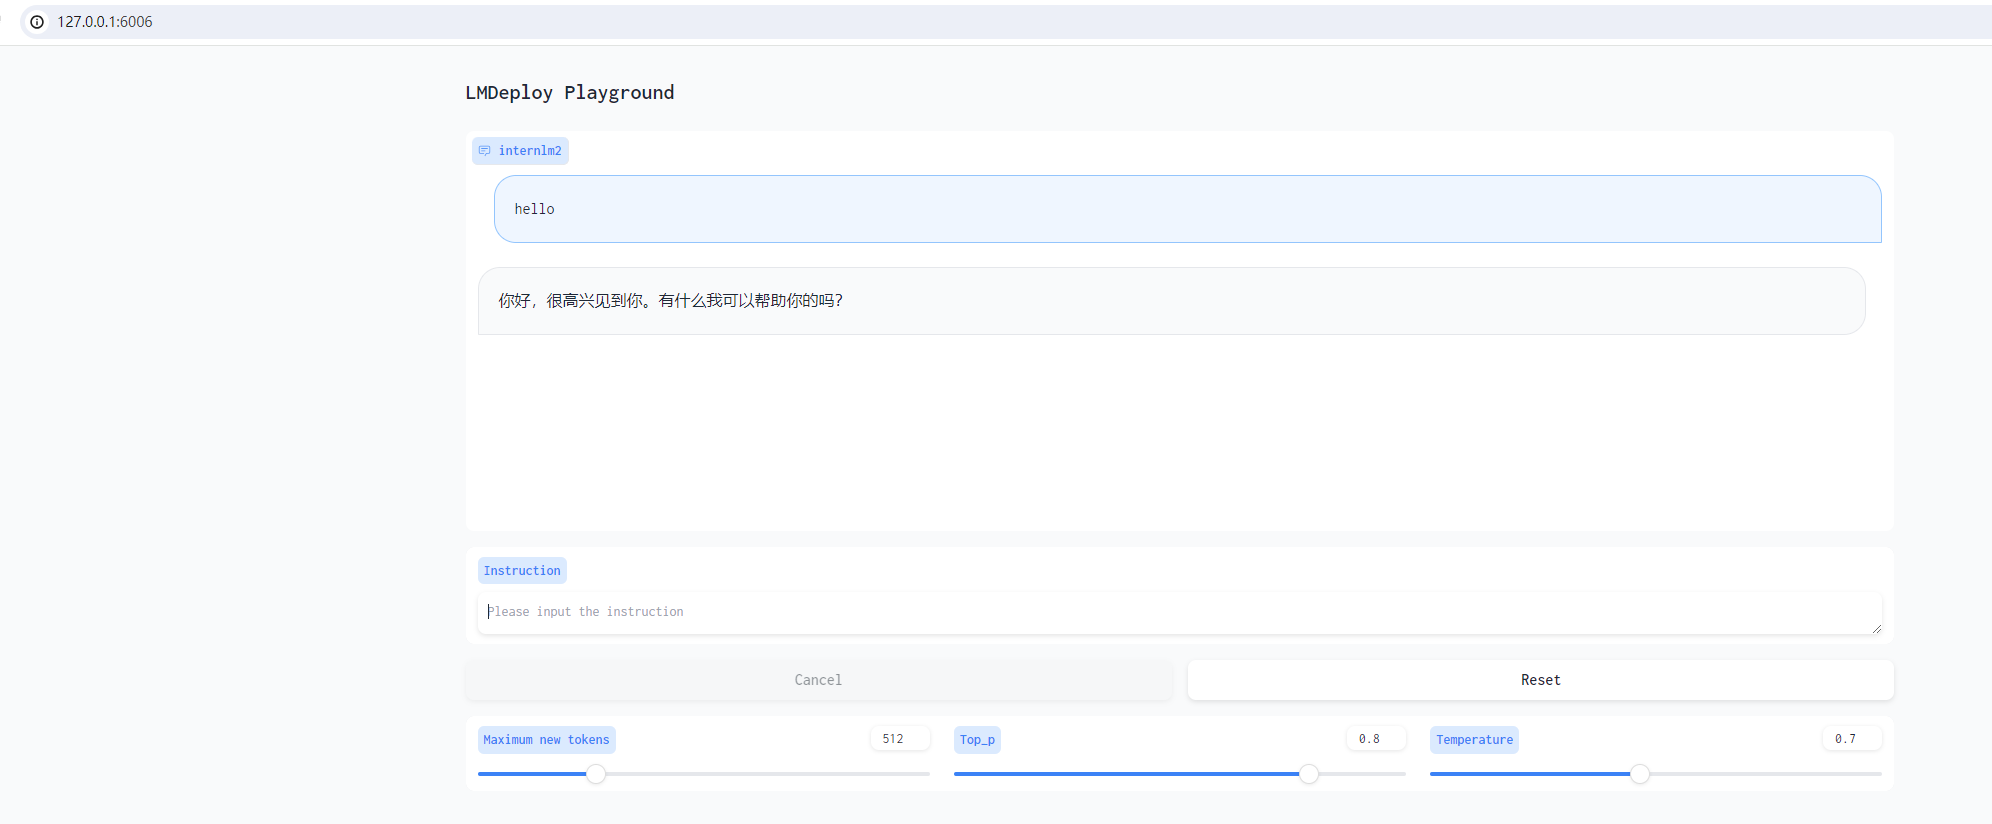 127.0.0.1:6006
LMDeploy Playground
internlm2
hello
你好，很高兴见到你。有什么我可以帮助你的吗？
Instruction
Please input the instruction
Cancel Reset
Maximum new tokens 512 Top_p 0.8 Temperature 0.7